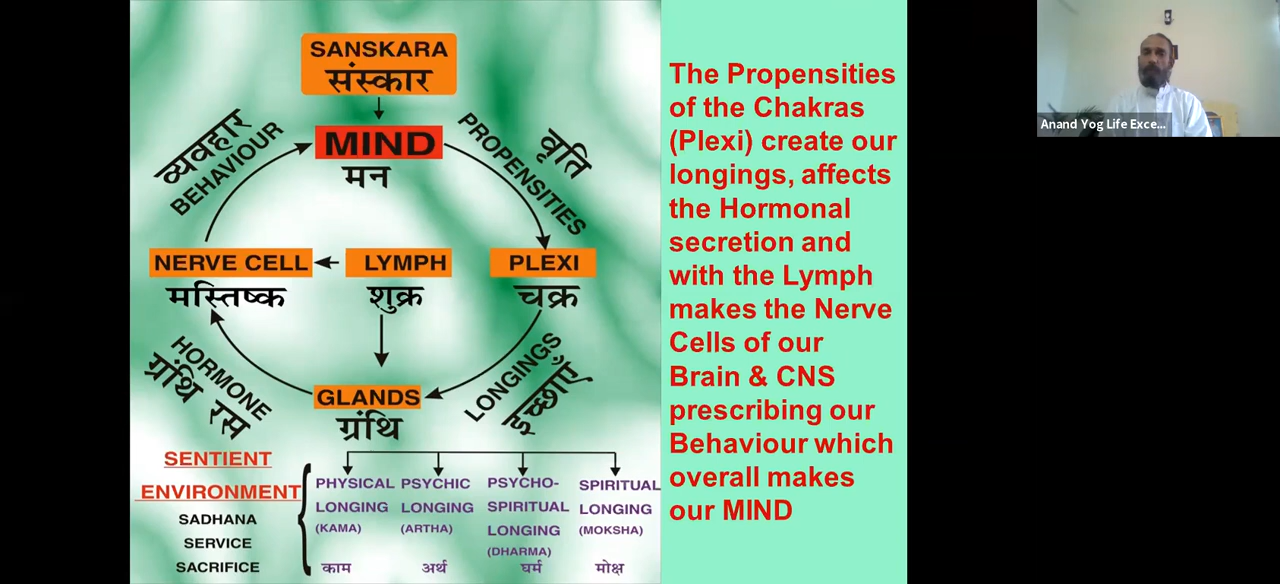 SANSKARA
संस्कार
MIND
मन
व्यवहार
BEHAVIOUR
PROPENSITIES
वृति
NERVE CELL
LYMPH
PLEXI
मस्तिष्क
शुक्र
चक्र
HORMONE
ग्रंथि रस
GLANDS
ग्रंथि
LONGINGS
इच्छाएं
SENTIENT
ENVIRONMENT
SADHANA
SERVICE
SACRIFICE
PHYSICAL
LONGING
(KAMA)
काम
PSYCHIC
LONGING
(ARTHA)
अर्थ
PSYCHO-
SPIRITUAL
LONGING
(DHARMA)
धर्म
SPIRITUAL
LONGING
(MOKSHA)
मोक्ष
The Propensities
of the Chakras
(Plexi) create our
longings, affects
the Hormonal
secretion and
with the Lymph
makes the Nerve
Cells of our
Brain & CNS
prescribing our
Behaviour which
overall makes
our MIND
Anand Yog Life Exce...